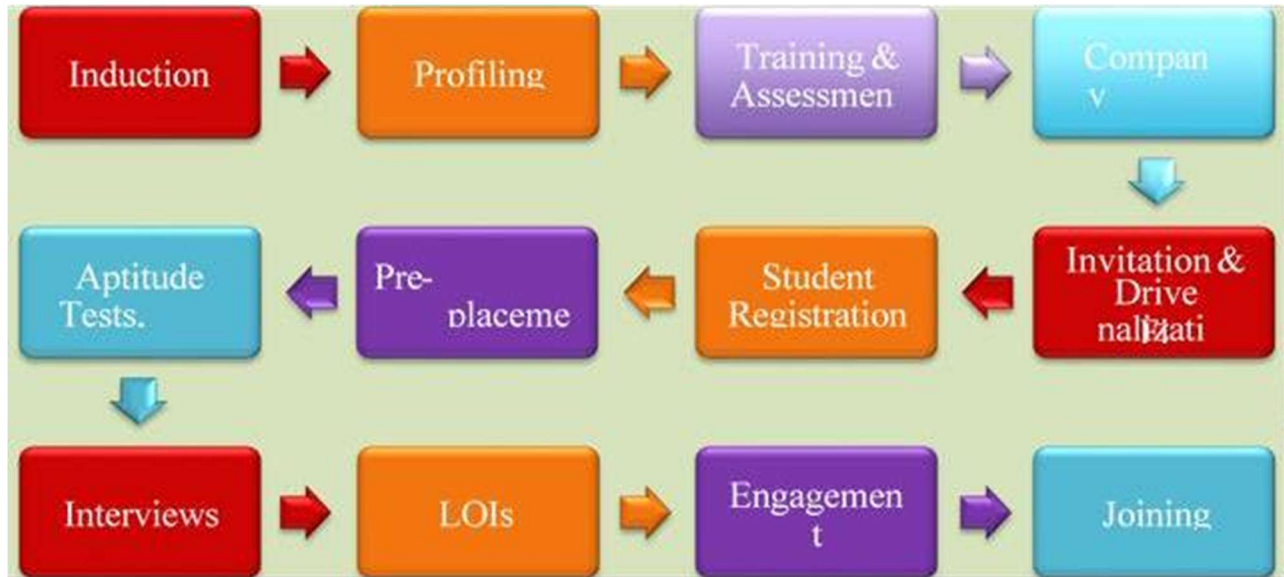 Induction
Profiling
Training &
Assessmen
Compan
y
Invitation &
Drive
Student
Registration
Pre-
placeme
Aptitude
Tests.
Interviews
LOIs
Engagemen
t
Joining